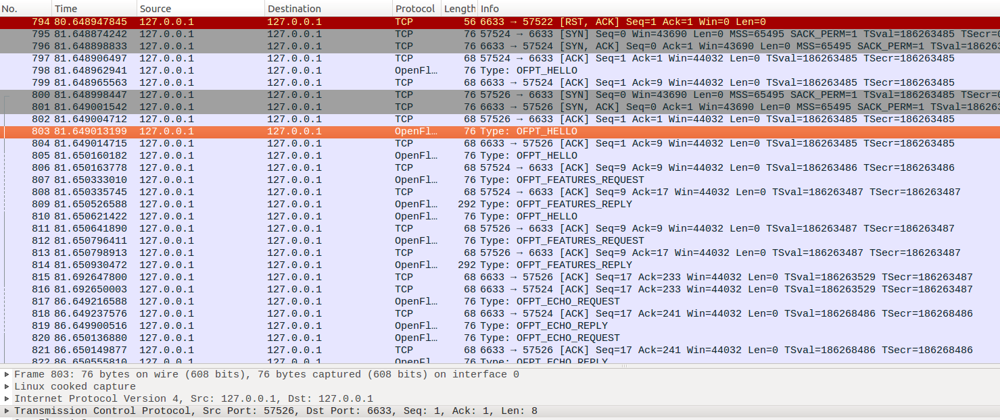 No. Time Source Destination Protocol Length Info
794 80.648947845 127.0.0.1 127.0.0.1 TCP 56 6633 → 57522 [RST, ACK] Seq=1 Ack=1 Win=0 Len=0
795 81.648874242 127.0.0.1 127.0.0.1 TCP 76 57524 → 6633 [SYN] Seq=0 Win=43690 Len=0 MSS=65495 SACK_PERM=1 TSval=186263485 TSecr=0
796 81.648898833 127.0.0.1 127.0.0.1 TCP 76 6633 → 57524 [SYN, ACK] Seq=0 Ack=1 Win=43690 Len=0 MSS=65495 SACK_PERM=1 TSval=186263
797 81.648906497 127.0.0.1 127.0.0.1 TCP 68 57524 → 6633 [ACK] Seq=1 Ack=1 Win=44032 Len=0 TSval=186263485 TSecr=186263485
798 81.648962941 127.0.0.1 127.0.0.1 OpenFl… 76 Type: OFPT_HELLO
799 81.648965563 127.0.0.1 127.0.0.1 TCP 68 6633 → 57524 [ACK] Seq=1 Ack=9 Win=44032 Len=0 TSval=186263485 TSecr=186263485
800 81.648998447 127.0.0.1 127.0.0.1 TCP 76 57526 → 6633 [SYN] Seq=0 Win=43690 Len=0 MSS=65495 SACK_PERM=1 TSval=186263485 TSecr=0
801 81.649001542 127.0.0.1 127.0.0.1 TCP 76 6633 → 57526 [SYN, ACK] Seq=0 Ack=1 Win=43690 Len=0 MSS=65495 SACK_PERM=1 TSval=186263
802 81.649004712 127.0.0.1 127.0.0.1 TCP 68 57526 → 6633 [ACK] Seq=1 Ack=1 Win=44032 Len=0 TSval=186263485 TSecr=186263485
803 81.649013199 127.0.0.1 127.0.0.1 OpenFl… 76 Type: OFPT_HELLO
804 81.649014715 127.0.0.1 127.0.0.1 TCP 68 6633 → 57526 [ACK] Seq=1 Ack=9 Win=44032 Len=0 TSval=186263485 TSecr=186263485
805 81.650160182 127.0.0.1 127.0.0.1 OpenFl… 76 Type: OFPT_HELLO
806 81.650163778 127.0.0.1 127.0.0.1 TCP 68 57524 → 6633 [ACK] Seq=9 Ack=9 Win=44032 Len=0 TSval=186263486 TSecr=186263486
807 81.650333010 127.0.0.1 127.0.0.1 OpenFl… 76 Type: OFPT_FEATURES_REQUEST
808 81.650335745 127.0.0.1 127.0.0.1 TCP 68 57524 → 6633 [ACK] Seq=9 Ack=17 Win=44032 Len=0 TSval=186263487 TSecr=186263487
809 81.650526588 127.0.0.1 127.0.0.1 OpenFl… 292 Type: OFPT_FEATURES_REPLY
810 81.650621422 127.0.0.1 127.0.0.1 OpenFl… 76 Type: OFPT_HELLO
811 81.650641890 127.0.0.1 127.0.0.1 TCP 68 57526 → 6633 [ACK] Seq=9 Ack=9 Win=44032 Len=0 TSval=186263487 TSecr=186263487
812 81.650796411 127.0.0.1 127.0.0.1 OpenFl… 76 Type: OFPT_FEATURES_REQUEST
813 81.650798913 127.0.0.1 127.0.0.1 TCP 68 57526 → 6633 [ACK] Seq=9 Ack=17 Win=44032 Len=0 TSval=186263487 TSecr=186263487
814 81.650930472 127.0.0.1 127.0.0.1 OpenFl… 292 Type: OFPT_FEATURES_REPLY
815 81.692647800 127.0.0.1 127.0.0.1 TCP 68 6633 → 57526 [ACK] Seq=17 Ack=233 Win=44032 Len=0 TSval=186263529 TSecr=186263487
816 81.692650003 127.0.0.1 127.0.0.1 TCP 68 6633 → 57524 [ACK] Seq=17 Ack=233 Win=44032 Len=0 TSval=186263529 TSecr=186263487
817 86.649216588 127.0.0.1 127.0.0.1 OpenFl… 76 Type: OFPT_ECHO_REQUEST
818 86.649237576 127.0.0.1 127.0.0.1 TCP 68 6633 → 57524 [ACK] Seq=17 Ack=241 Win=44032 Len=0 TSval=186268486 TSecr=186268486
819 86.649900516 127.0.0.1 127.0.0.1 OpenFl… 76 Type: OFPT_ECHO_REPLY
820 86.650136880 127.0.0.1 127.0.0.1 OpenFl… 76 Type: OFPT_ECHO_REQUEST
821 86.650149877 127.0.0.1 127.0.0.1 TCP 68 6633 → 57526 [ACK] Seq=17 Ack=241 Win=44032 Len=0 TSval=186268486 TSecr=186268486
822 86.650555810 127.0.0.1 127.0.0.1 OpenFl… 76 Type: OFPT_ECHO_REPLY
Frame 803: 76 bytes on wire (608 bits), 76 bytes captured (608 bits) on interface 0
Linux cooked capture
Internet Protocol Version 4, Src: 127.0.0.1, Dst: 127.0.0.1
Transmission Control Protocol, Src Port: 57526, Dst Port: 6633, Seq: 1, Ack: 1, Len: 8